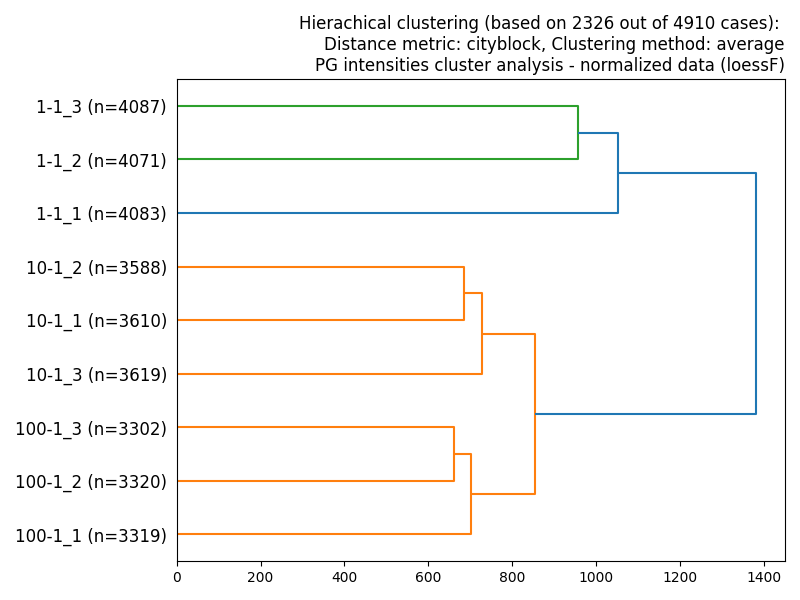 Hierachical clustering (based on 2326 out of 4910 cases):
Distance metric: cityblock, Clustering method: average
PG intensities cluster analysis - normalized data (loessF)
1-1_3 (n=4087)
1-1_2 (n=4071)
1-1_1 (n=4083)
10-1_2 (n=3588)
10-1_1 (n=3610)
10-1_3 (n=3619)
100-1_3 (n=3302)
100-1_2 (n=3320)
100-1_1 (n=3319)
0 200 400 600 800 1000 1200 1400